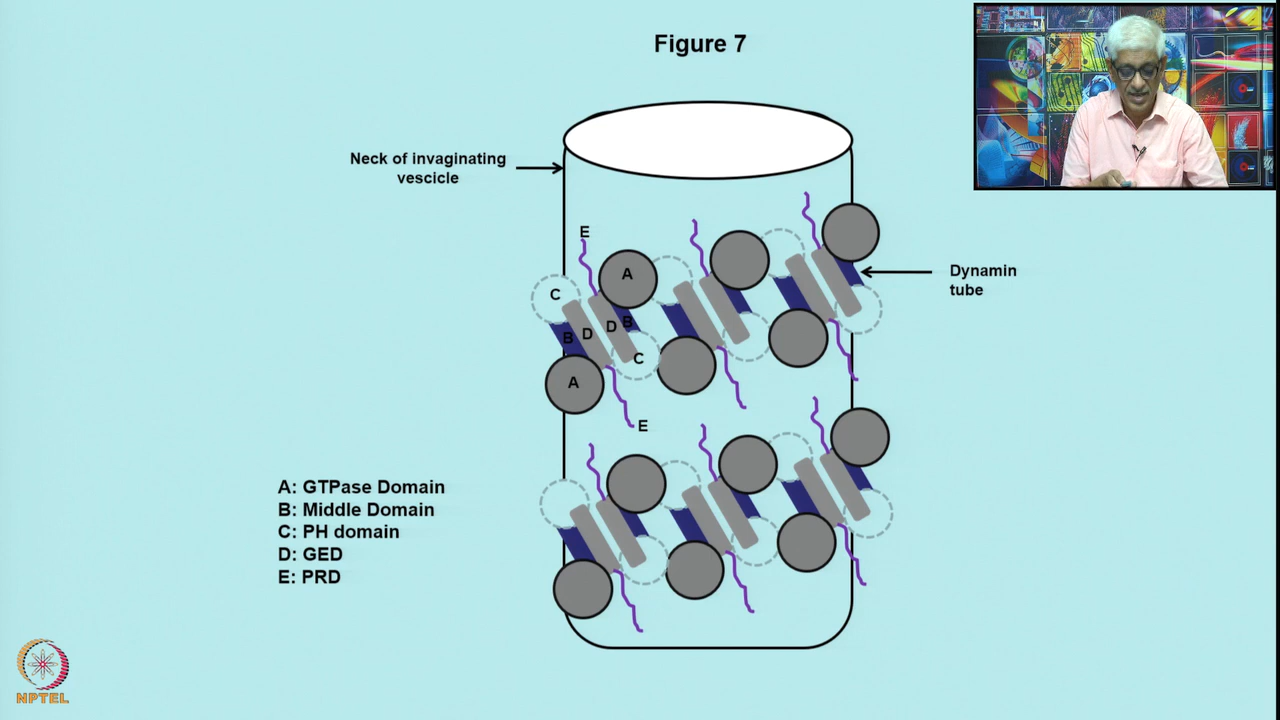 Figure 7
Neck of invaginating
vescicle
E
A
C
D
B
B
D
C
A
E
Dynamin
tube
A: GTPase Domain
B: Middle Domain
C: PH domain
D: GED
E: PRD
NPTEL